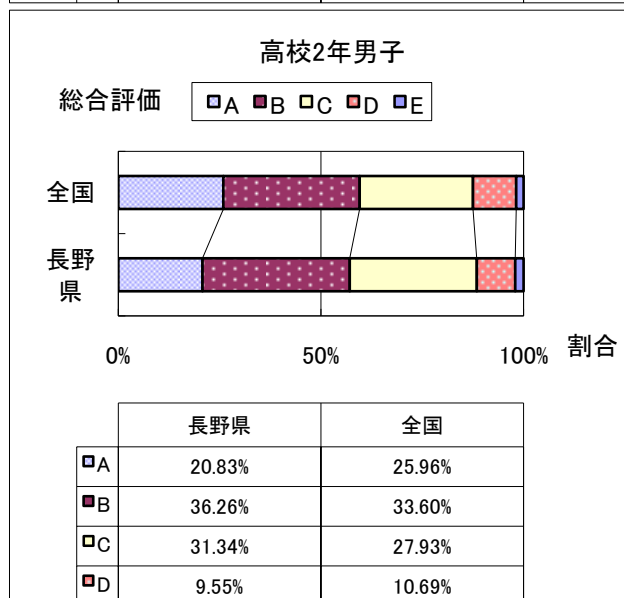 高校2年男子
総合評価 A B C D E
全国
長野
県
0% 50% 100% 割合
長野県 全国
A 20.83% 25.96%
B 36.26% 33.60%
C 31.34% 27.93%
D 9.55% 10.69%